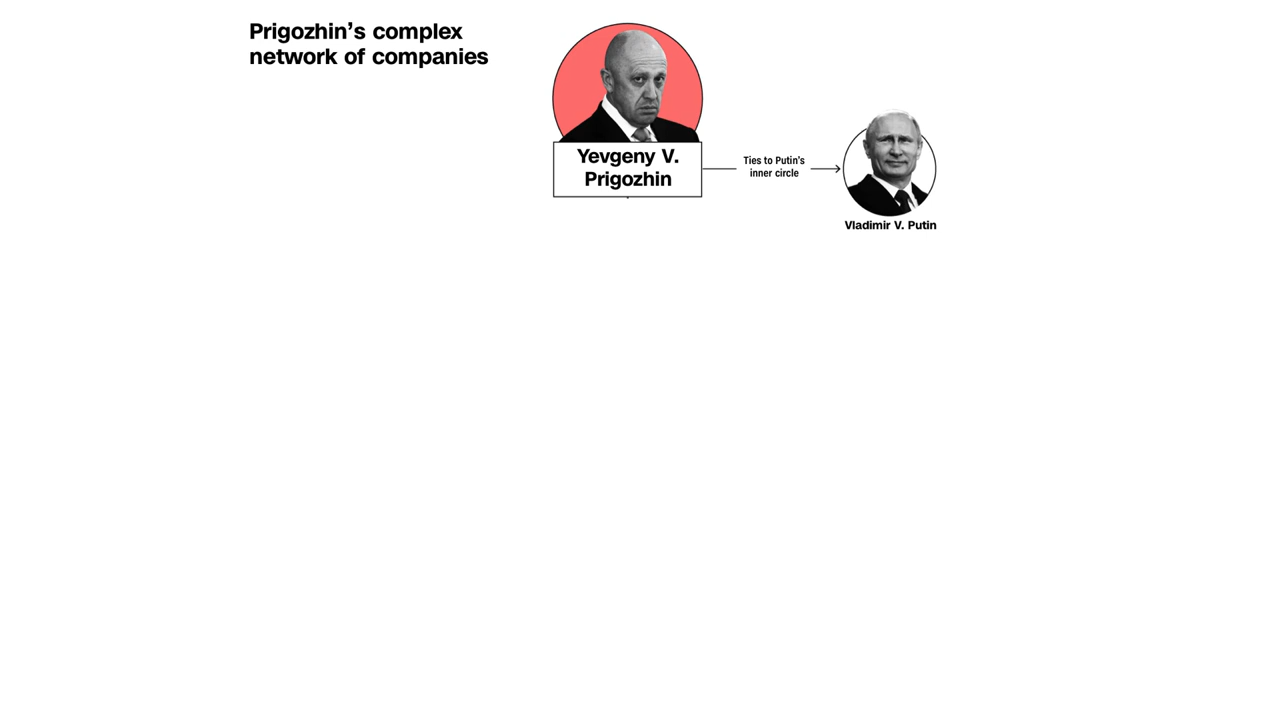 Prigozhin’s complex
network of companies
Yevgeny V.
Prigozhin
Ties to Putin's
inner circle
Vladimir V. Putin